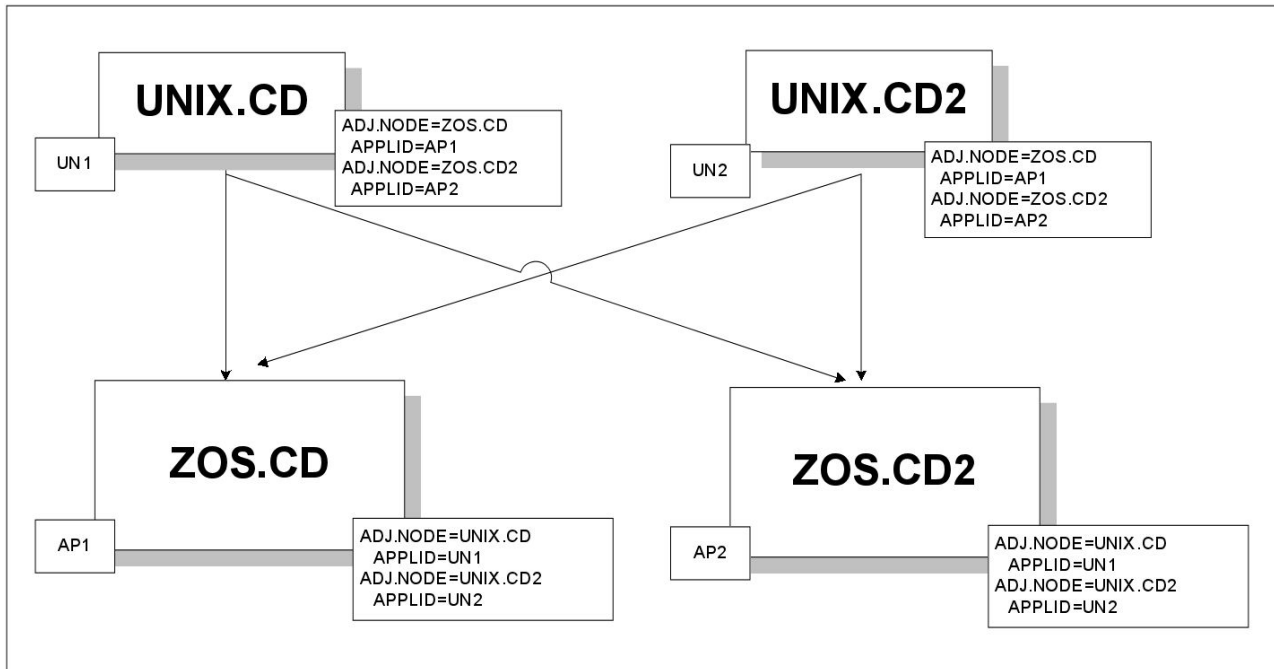 UNIX.CD
UN1
ADJ.NODE=ZOS.CD
APPLID=AP1
ADJ.NODE=ZOS.CD2
APPLID=AP2
UNIX.CD2
UN2
ADJ.NODE=ZOS.CD
APPLID=AP1
ADJ.NODE=ZOS.CD2
APPLID=AP2
ZOS.CD
AP1
ADJ.NODE=UNIX.CD
APPLID=UN1
ADJ.NODE=UNIX.CD2
APPLID=UN2
ZOS.CD2
AP2
ADJ.NODE=UNIX.CD
APPLID=UN1
ADJ.NODE=UNIX.CD2
APPLID=UN2